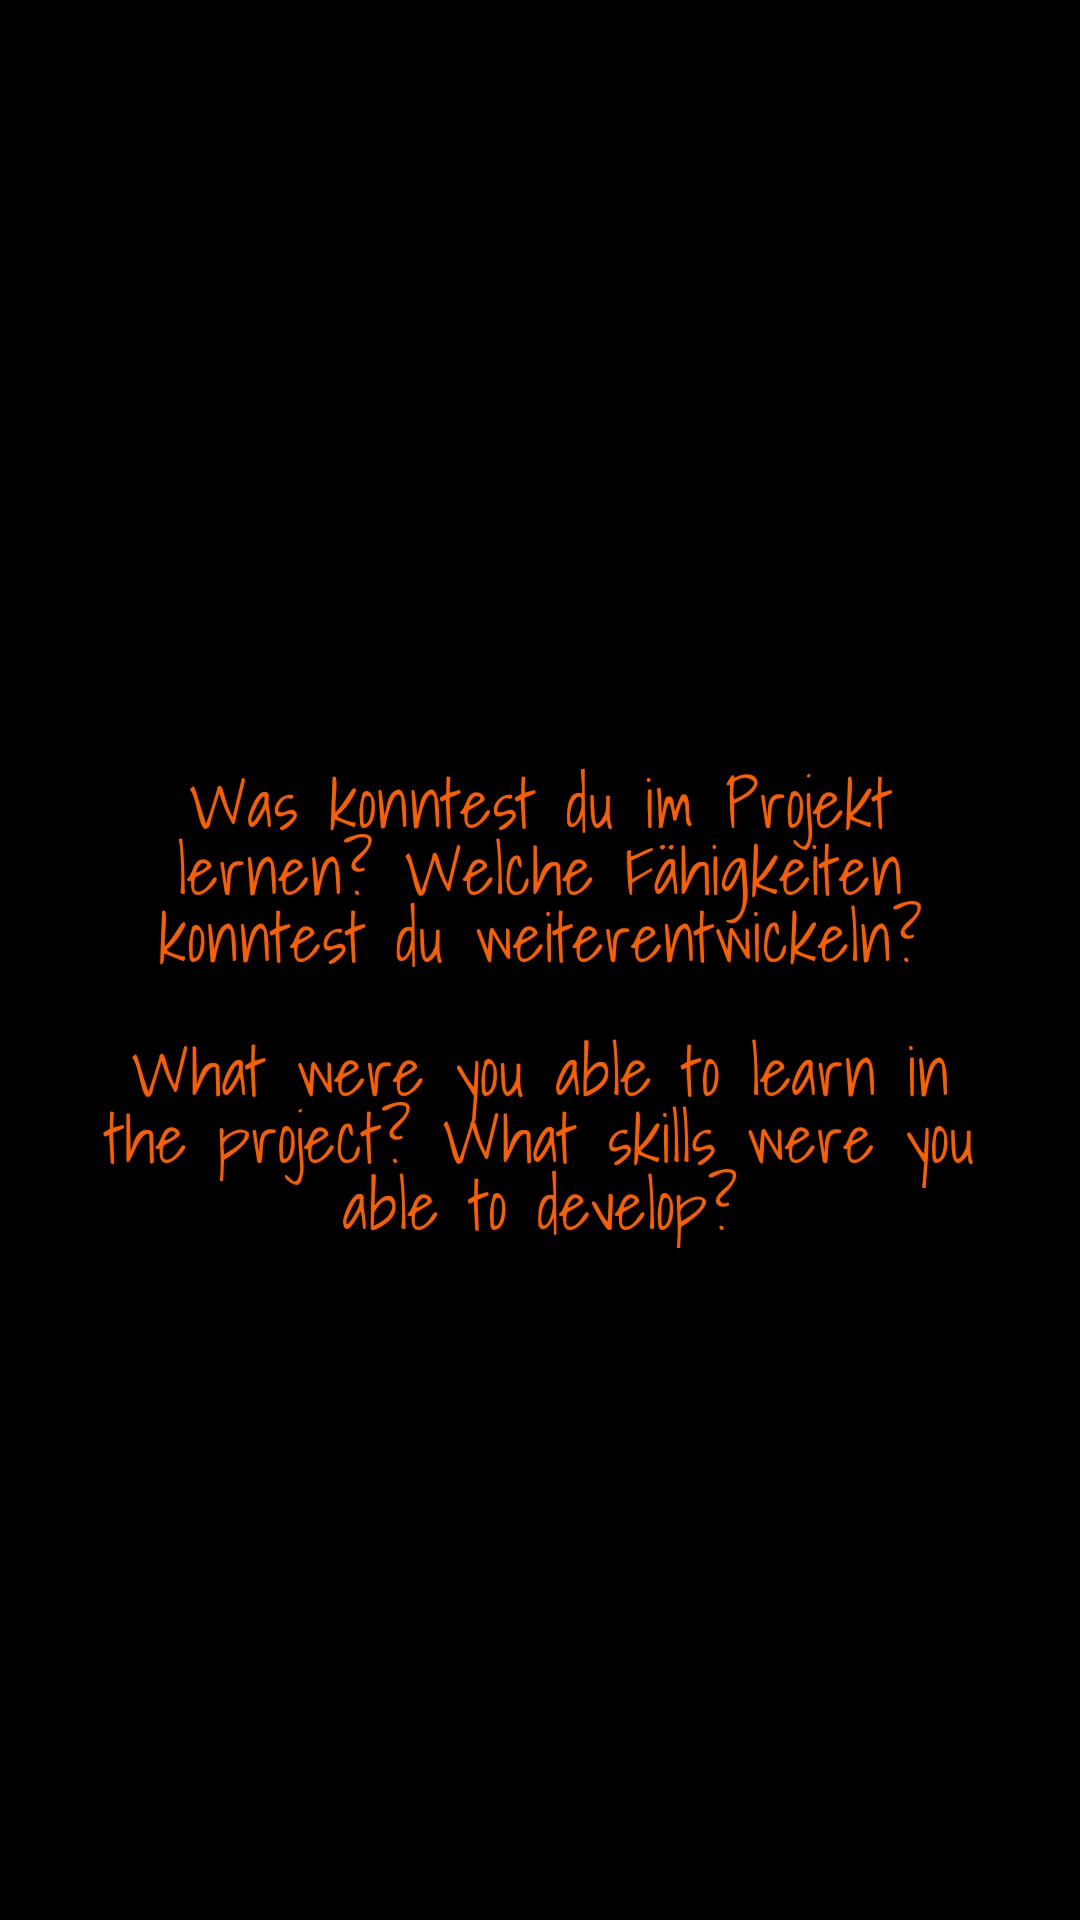 Was konntest du im Projekt
lernen? Welche Fähigkeiten
konntest du weiterentwickeln?
What were you able to learn in
the project? What skills were you
able to develop?